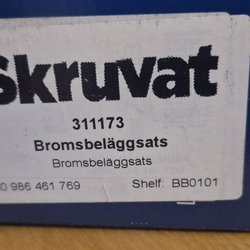 Skruvat
311173
Bromsbeläggsats
Bromsbeläggsats
0 986 461 769 Shelf: BB0101